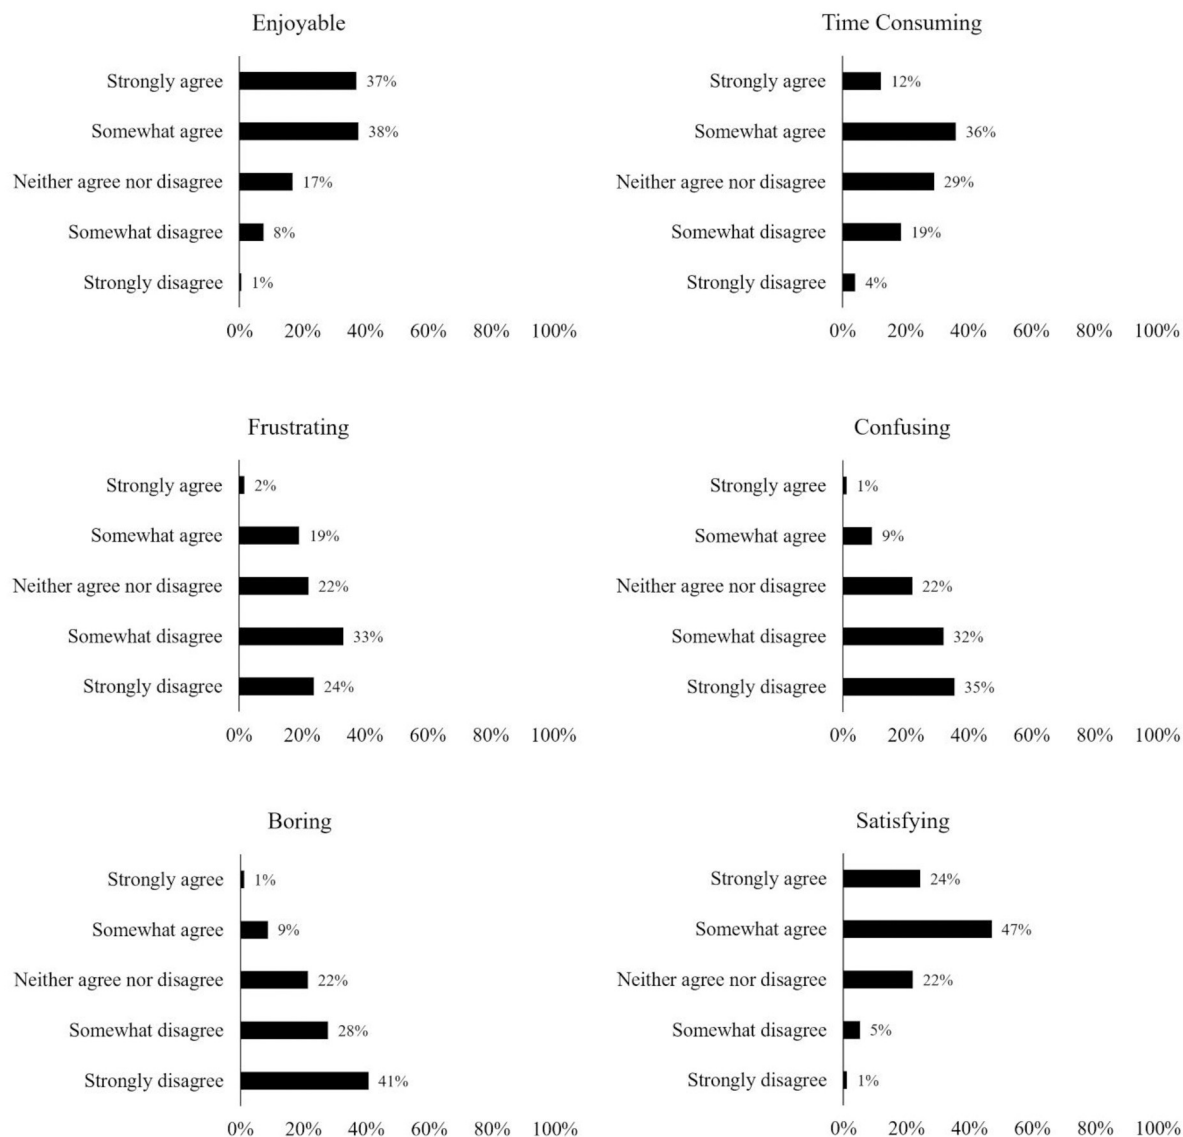 Enjoyable
Strongly agree 37%
Somewhat agree 38%
Neither agree nor disagree 17%
Somewhat disagree 8%
Strongly disagree 1%
0% 20% 40% 60% 80% 100%
Time Consuming
Strongly agree 12%
Somewhat agree 36%
Neither agree nor disagree 29%
Somewhat disagree 19%
Strongly disagree 4%
0% 20% 40% 60% 80% 100%
Frustrating
Strongly agree 2%
Somewhat agree 19%
Neither agree nor disagree 22%
Somewhat disagree 33%
Strongly disagree 24%
0% 20% 40% 60% 80% 100%
Confusing
Strongly agree 1%
Somewhat agree 9%
Neither agree nor disagree 22%
Somewhat disagree 32%
Strongly disagree 35%
0% 20% 40% 60% 80% 100%
Boring
Strongly agree 1%
Somewhat agree 9%
Neither agree nor disagree 22%
Somewhat disagree 28%
Strongly disagree 41%
0% 20% 40% 60% 80% 100%
Satisfying
Strongly agree 24%
Somewhat agree 47%
Neither agree nor disagree 22%
Somewhat disagree 5%
Strongly disagree 1%
0% 20% 40% 60% 80% 100%